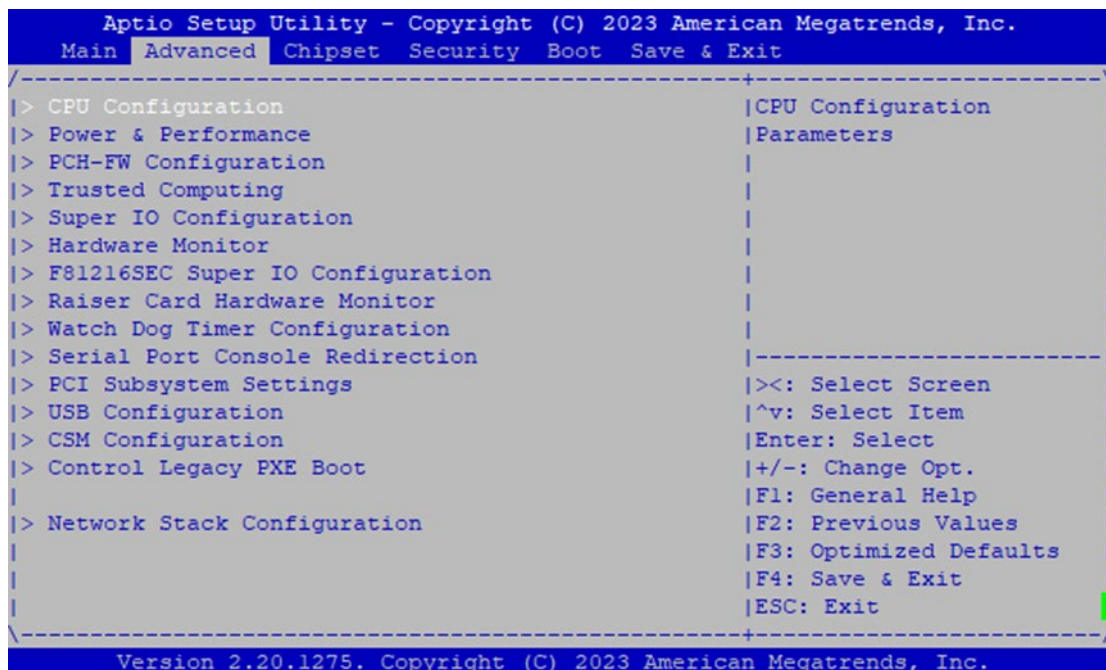 Aptio Setup Utility - Copyright (C) 2023 American Megatrends, Inc.
Main Advanced Chipset Security Boot Save & Exit
/----------------------------------------------------+-------------------------\
|> CPU Configuration |CPU Configuration
|> Power & Performance |Parameters
|> PCH-FW Configuration |
|> Trusted Computing |
|> Super IO Configuration |
|> Hardware Monitor |
|> F81216SEC Super IO Configuration |
|> Raiser Card Hardware Monitor |
|> Watch Dog Timer Configuration |
|> Serial Port Console Redirection |-------------------------
|> PCI Subsystem Settings |><: Select Screen
|> USB Configuration |^v: Select Item
|> CSM Configuration |Enter: Select
|> Control Legacy PXE Boot |+/-: Change Opt.
| |F1: General Help
|> Network Stack Configuration |F2: Previous Values
| |F3: Optimized Defaults
| |F4: Save & Exit
| |ESC: Exit
\----------------------------------------------------+-------------------------/
Version 2.20.1275. Copyright (C) 2023 American Megatrends, Inc.